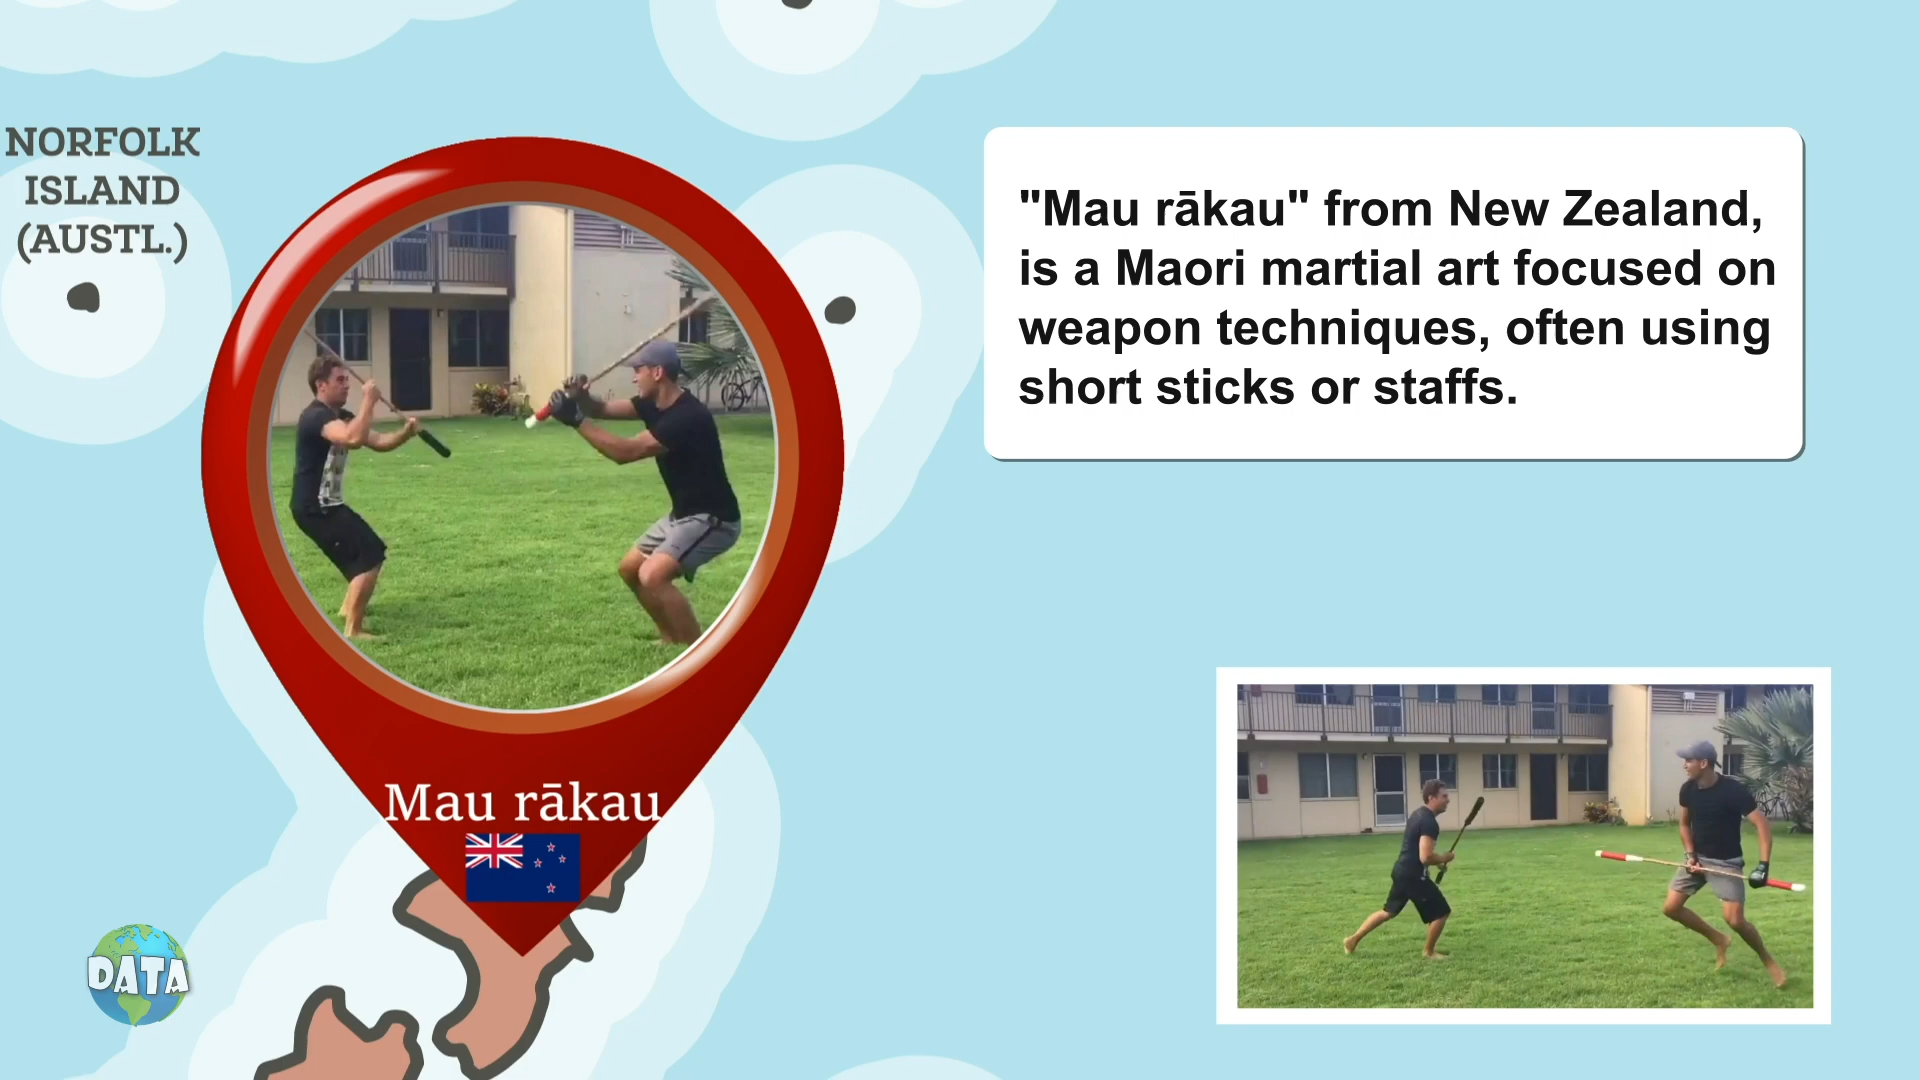 NORFOLK
ISLAND
(AUSTL.)
"Mau rākau" from New Zealand,
is a Maori martial art focused on
weapon techniques, often using
short sticks or staffs.
Mau rākau
DATA